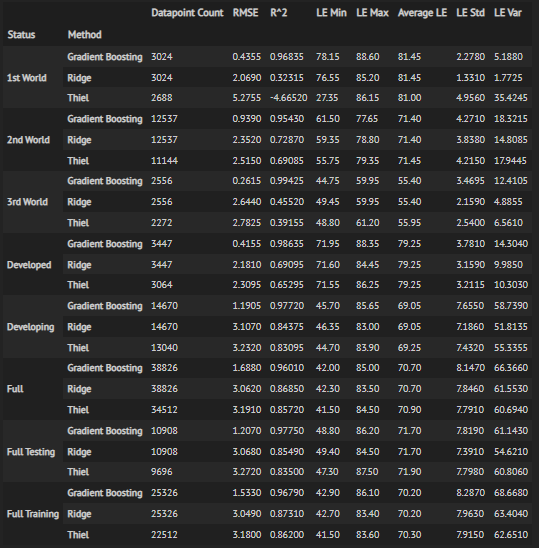 Datapoint Count RMSE R^2 LE Min LE Max Average LE LE Std LE Var
Status Method
Gradient Boosting 3024 0.4355 0.96835 78.15 88.60 81.45 2.2780 5.1880
1st World Ridge 3024 2.0690 0.32315 76.55 85.20 81.45 1.3310 1.7725
Thiel 2688 5.2755 -4.66520 27.35 86.15 81.00 4.9560 35.4245
Gradient Boosting 12537 0.9390 0.95430 61.50 77.65 71.40 4.2710 18.3215
2nd World Ridge 12537 2.3520 0.72870 59.35 78.80 71.40 3.8380 14.8085
Thiel 11144 2.5150 0.69085 55.75 79.35 71.45 4.2150 17.9445
Gradient Boosting 2556 0.2615 0.99425 44.75 59.95 55.40 3.4695 12.4105
3rd World Ridge 2556 2.6440 0.45520 49.45 59.95 55.40 2.1590 4.8855
Thiel 2272 2.7825 0.39155 48.80 61.20 55.95 2.5400 6.5610
Gradient Boosting 3447 0.4155 0.98635 71.95 88.35 79.25 3.7810 14.3040
Developed Ridge 3447 2.1810 0.69095 71.60 84.45 79.25 3.1590 9.9850
Thiel 3064 2.3095 0.65295 71.55 86.25 79.25 3.2115 10.3030
Gradient Boosting 14670 1.1905 0.97720 45.70 85.65 69.05 7.6550 58.7390
Developing Ridge 14670 3.1070 0.84375 46.35 83.00 69.05 7.1860 51.8135
Thiel 13040 3.2320 0.83095 44.70 83.90 69.25 7.4320 55.3355
Gradient Boosting 38826 1.6880 0.96010 42.00 85.00 70.70 8.1470 66.3660
Full Ridge 38826 3.0620 0.86850 42.30 83.50 70.70 7.8460 61.5530
Thiel 34512 3.1910 0.85720 41.50 84.50 70.90 7.7910 60.6940
Gradient Boosting 10908 1.2070 0.97750 48.80 86.20 71.70 7.8190 61.1430
Full Testing Ridge 10908 3.0680 0.85490 49.40 84.50 71.70 7.3910 54.6210
Thiel 9696 3.2720 0.83500 47.30 87.50 71.90 7.7980 60.8060
Gradient Boosting 25326 1.5330 0.96790 42.90 86.10 70.20 8.2870 68.6680
Full Training Ridge 25326 3.0490 0.87310 42.70 83.40 70.20 7.9630 63.4040
Thiel 22512 3.1800 0.86200 41.50 83.60 70.30 7.9150 62.6510